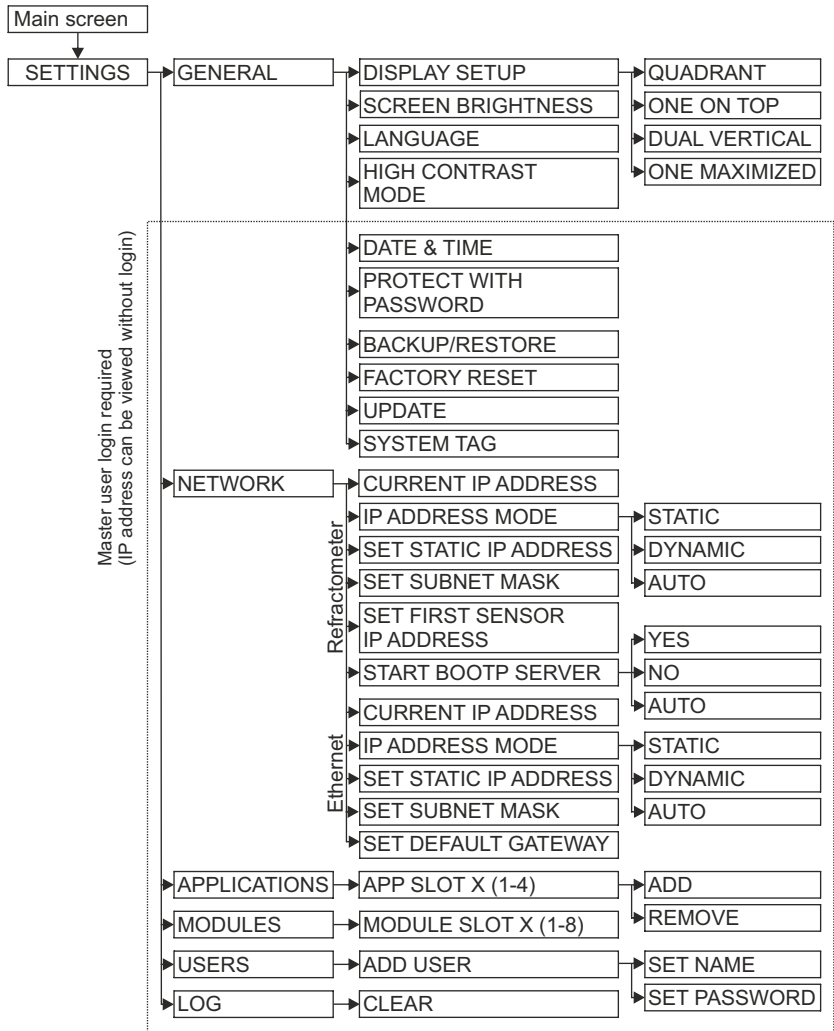 Main screen
SETTINGS
GENERAL
DISPLAY SETUP
QUADRANT
SCREEN BRIGHTNESS
ONE ON TOP
LANGUAGE
DUAL VERTICAL
HIGH CONTRAST
MODE
ONE MAXIMIZED
Master user login required
(IP address can be viewed without login)
DATE & TIME
PROTECT WITH
PASSWORD
BACKUP/RESTORE
FACTORY RESET
UPDATE
SYSTEM TAG
NETWORK
Refractometer
CURRENT IP ADDRESS
IP ADDRESS MODE
STATIC
SET STATIC IP ADDRESS
DYNAMIC
SET SUBNET MASK
AUTO
SET FIRST SENSOR
IP ADDRESS
YES
START BOOTP SERVER
NO
AUTO
Ethernet
CURRENT IP ADDRESS
IP ADDRESS MODE
STATIC
SET STATIC IP ADDRESS
DYNAMIC
SET SUBNET MASK
AUTO
SET DEFAULT GATEWAY
APPLICATIONS
APP SLOT X (1-4)
ADD
REMOVE
MODULES
MODULE SLOT X (1-8)
USERS
ADD USER
SET NAME
SET PASSWORD
LOG
CLEAR